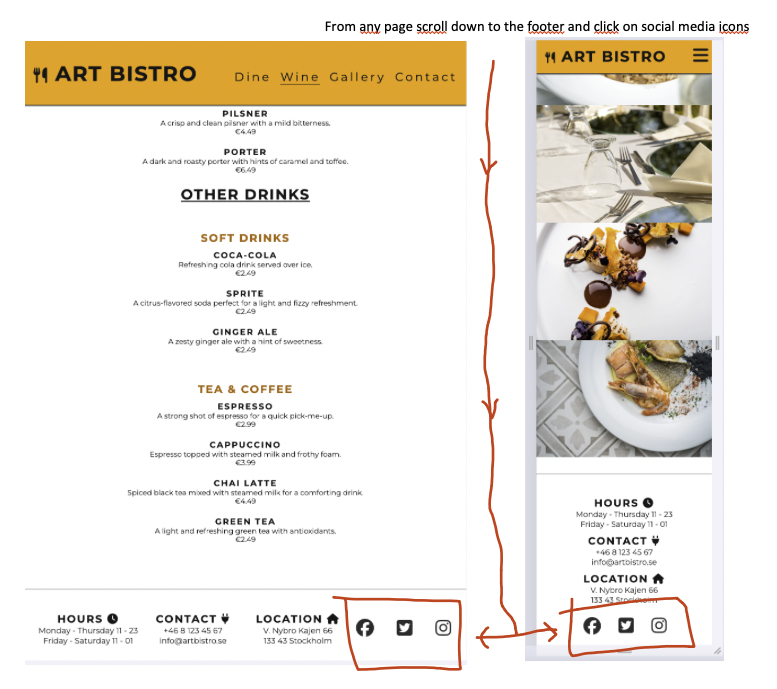 From any page scroll down to the footer and click on social media icons
ART BISTRO
Dine Wine Gallery Contact
PILSNER
A crisp and clean pilsner with a mild bitterness.
€4.49
PORTER
A dark and roasty porter with hints of caramel and toffee.
€6.49
OTHER DRINKS
SOFT DRINKS
COCA-COLA
Refreshing cola drink served over ice.
€2.49
SPRITE
A citrus-flavored soda perfect for a light and fizzy refreshment.
€2.49
GINGER ALE
A zesty ginger ale with a hint of sweetness.
€2.49
TEA & COFFEE
ESPRESSO
A strong shot of espresso for a quick pick-me-up.
€2.99
CAPPUCCINO
Espresso topped with steamed milk and frothy foam.
€3.99
CHAI LATTE
Spiced black tea mixed with steamed milk for a comforting drink.
€4.49
GREEN TEA
A light and refreshing green tea with antioxidants.
€2.49
HOURS
Monday - Thursday 11 - 23
Friday - Saturday 11 - 01
CONTACT
+46 8 123 45 67
info@artbistro.se
LOCATION
V. Nybro Kajen 66
133 43 Stockholm
ART BISTRO
HOURS
Monday - Thursday 11 - 23
Friday - Saturday 11 - 01
CONTACT
+46 8 123 45 67
info@artbistro.se
LOCATION
V. Nybro Kajen 66
133 43 Stockholm